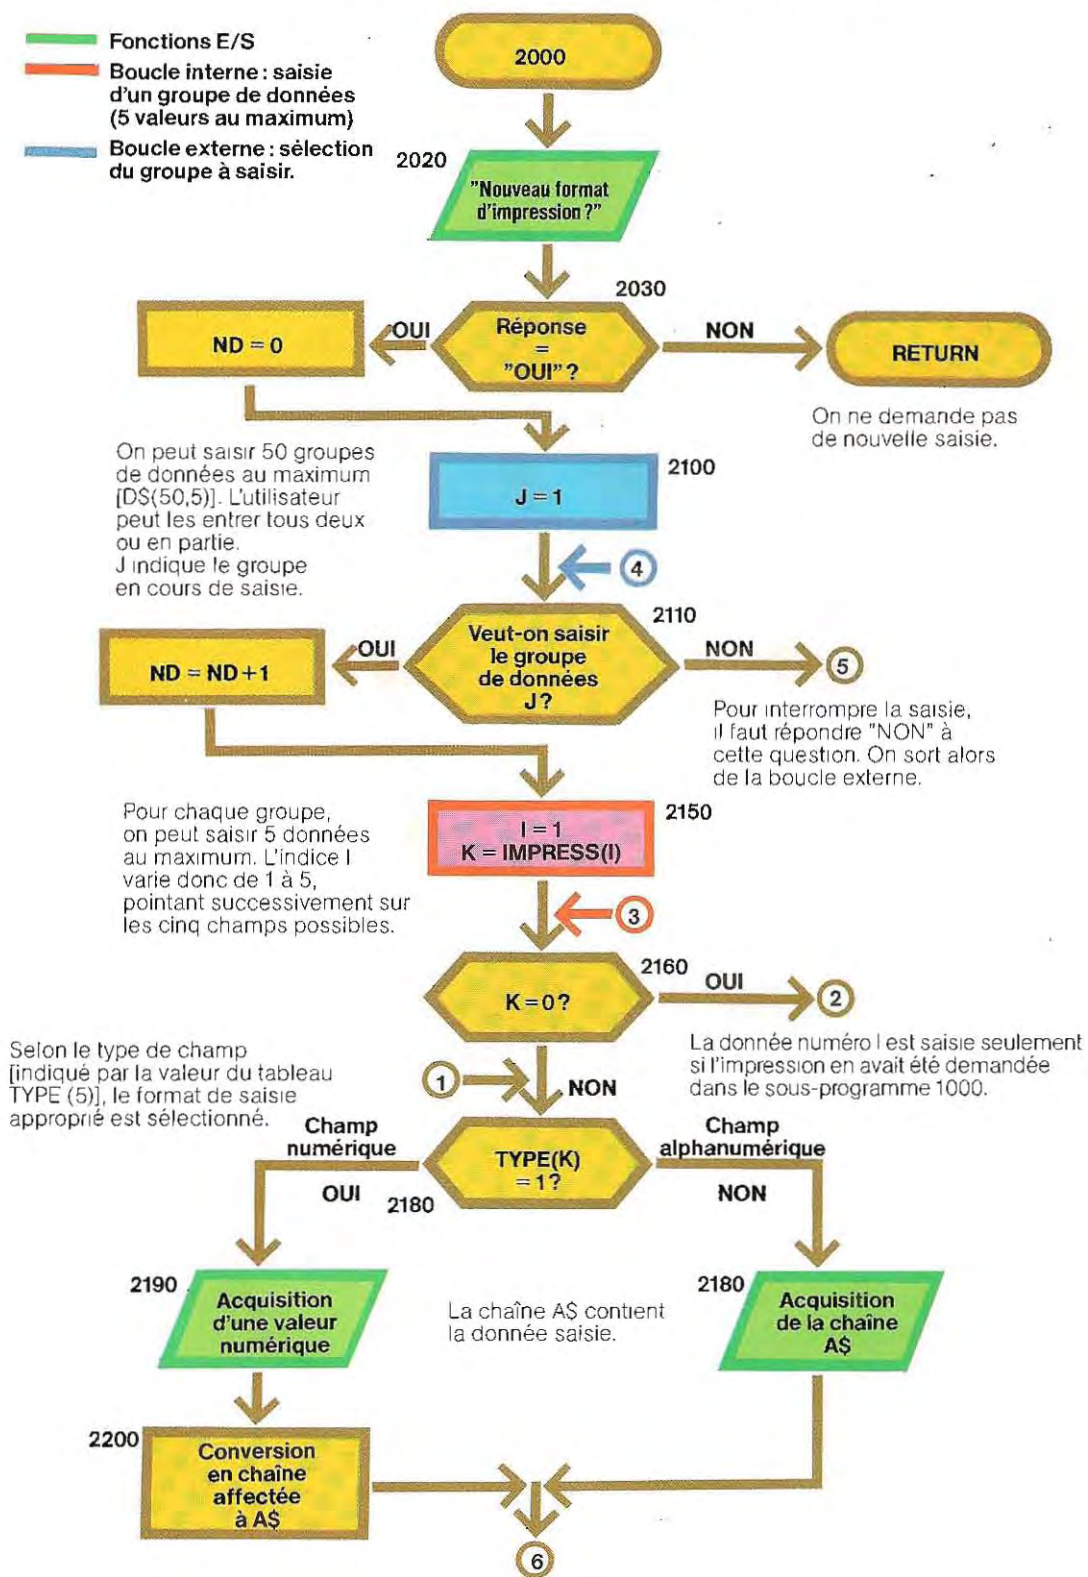 Fonctions E/S
Boucle interne : saisie
d'un groupe de données
(5 valeurs au maximum)
Boucle externe : sélection
du groupe à saisir.
2000
2020
"Nouveau format
d'impression ?"
2030
Réponse
=
"OUI" ?
OUI
NON
ND = 0
RETURN
On ne demande pas
de nouvelle saisie.
On peut saisir 50 groupes
de données au maximum
[D$(50,5)]. L'utilisateur
peut les entrer tous deux
ou en partie.
J indique le groupe
en cours de saisie.
2100
J = 1
4
2110
Veut-on saisir
le groupe
de données
J ?
OUI
NON
ND = ND+1
5
Pour interrompre la saisie,
il faut répondre "NON" à
cette question. On sort alors
de la boucle externe.
Pour chaque groupe,
on peut saisir 5 données
au maximum. L'indice I
varie donc de 1 à 5,
pointant successivement sur
les cinq champs possibles.
2150
I = 1
K = IMPRESS(I)
3
2160
K = 0 ?
OUI
2
La donnée numéro I est saisie seulement
si l'impression en avait été demandée
dans le sous-programme 1000.
Selon le type de champ
[indiqué par la valeur du tableau
TYPE (5)], le format de saisie
approprié est sélectionné.
1
NON
Champ
numérique
OUI
TYPE(K)
= 1?
2180
Champ
alphanumérique
NON
2190
Acquisition
d'une valeur
numérique
La chaîne A$ contient
la donnée saisie.
2180
Acquisition
de la chaîne
A$
2200
Conversion
en chaîne
affectée
à A$
6